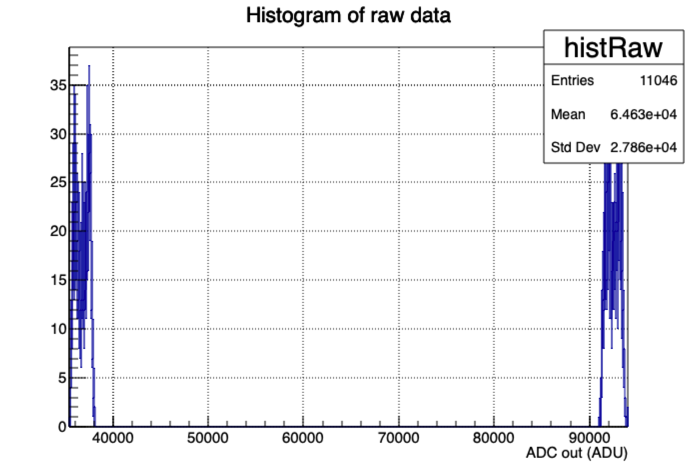 Histogram of raw data
histRaw
Entries 11046
Mean 6.463e+04
Std Dev 2.786e+04
35
30
25
20
15
10
5
0
40000 50000 60000 70000 80000 90000
ADC out (ADU)